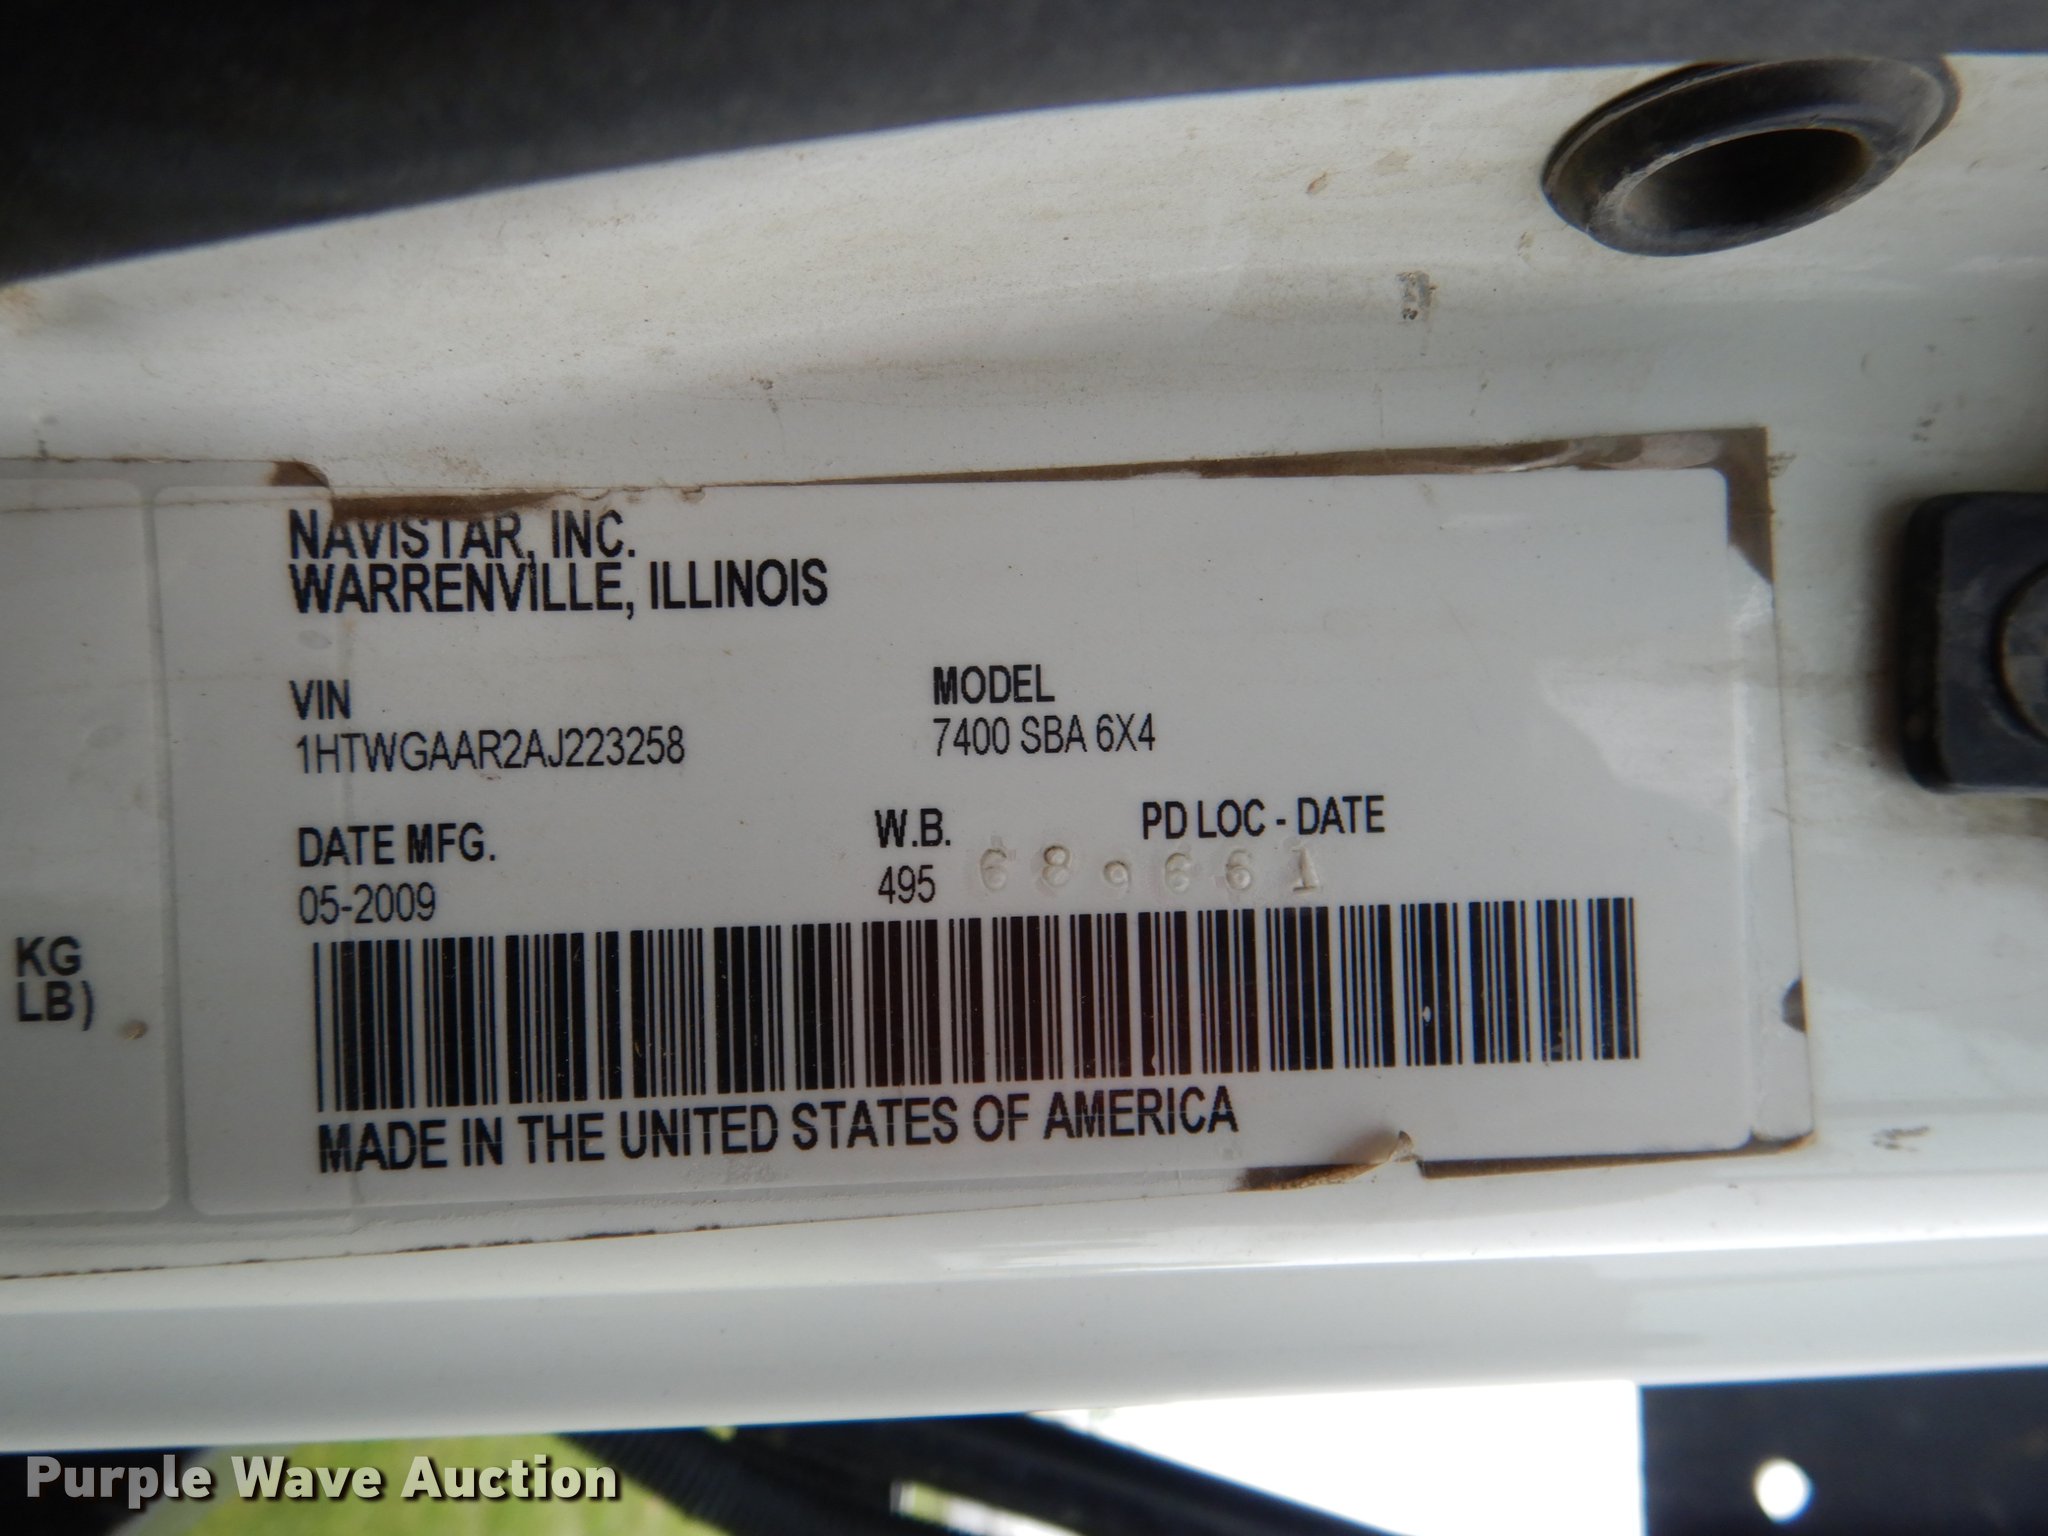 NAVISTAR, INC.
WARRENVILLE, ILLINOIS
VIN
1HTWGAAR2AJ223258
MODEL
7400 SBA 6X4
DATE MFG.
05-2009
W.B.
495
PD LOC - DATE
689661
KG
LB)
MADE IN THE UNITED STATES OF AMERICA
Purple Wave Auction